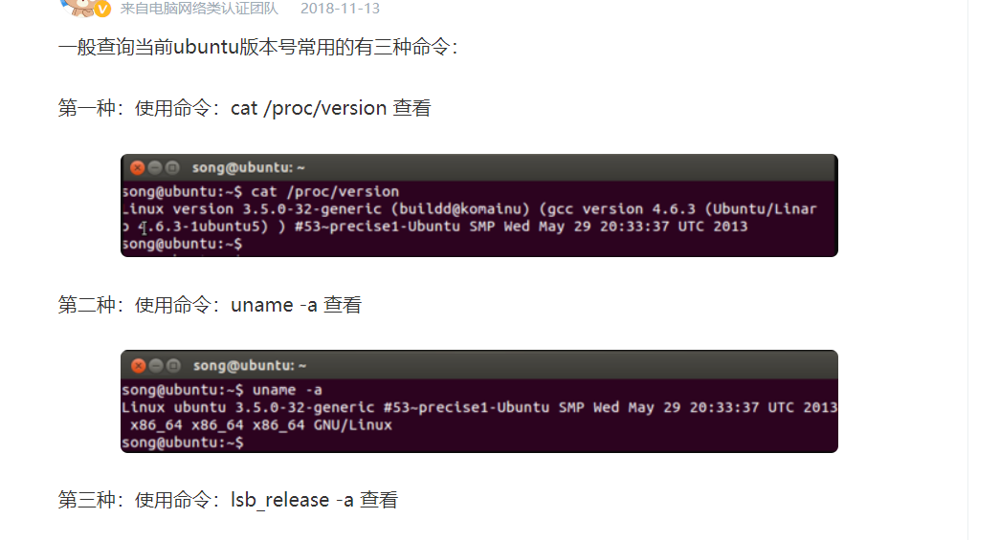 来自电脑网络类认证团队 2018-11-13
一般查询当前ubuntu版本号常用的有三种命令：
第一种：使用命令：cat /proc/version 查看
song@ubuntu: ~
song@ubuntu:~$ cat /proc/version
Linux version 3.5.0-32-generic (buildd@komainu) (gcc version 4.6.3 (Ubuntu/Linar
o 4.6.3-1ubuntu5) ) #53~precise1-Ubuntu SMP Wed May 29 20:33:37 UTC 2013
song@ubuntu:~$
第二种：使用命令：uname -a 查看
song@ubuntu: ~
song@ubuntu:~$ uname -a
Linux ubuntu 3.5.0-32-generic #53~precise1-Ubuntu SMP Wed May 29 20:33:37 UTC 2013
x86_64 x86_64 x86_64 GNU/Linux
song@ubuntu:~$
第三种：使用命令：lsb_release -a 查看